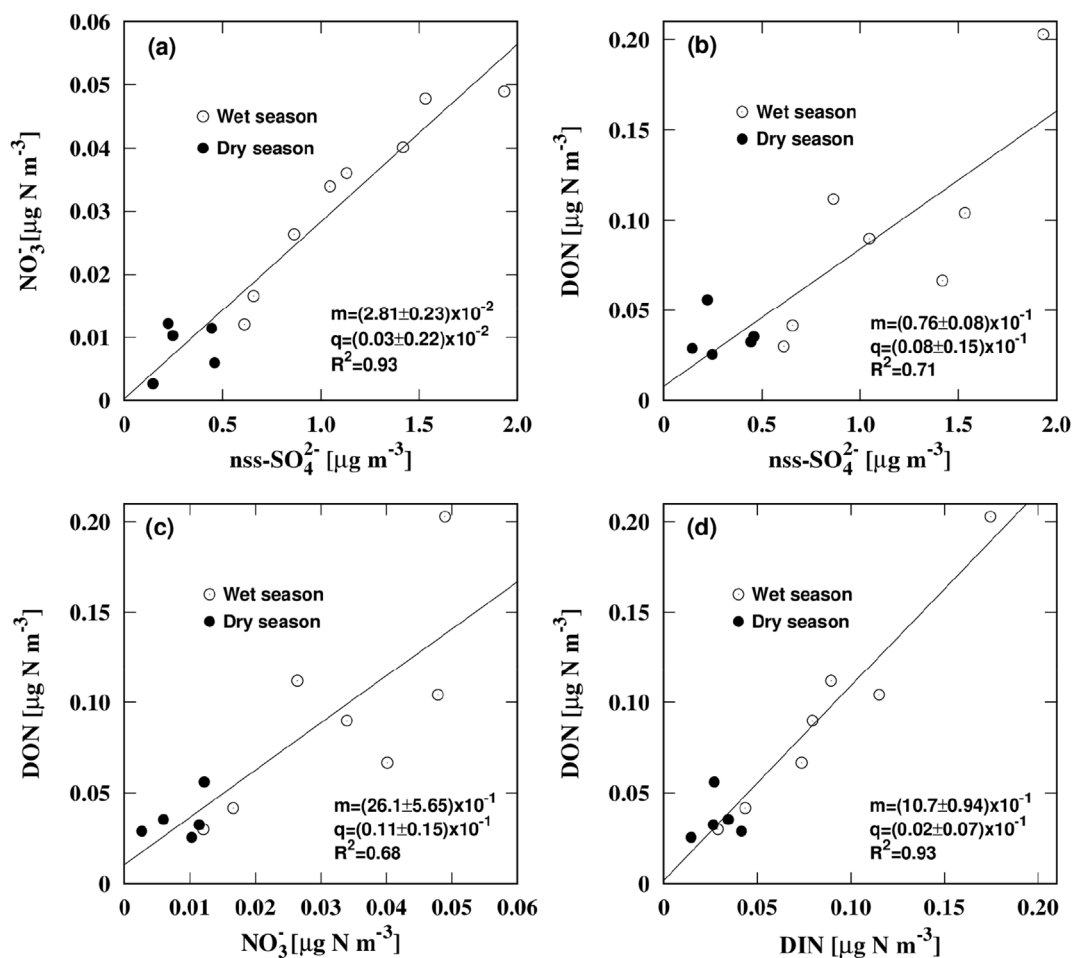 (a)
0.06
0.05
0.04
0.03
0.02
0.01
0
NO₃⁻ [µg N m⁻³]
Wet season
Dry season
m=(2.81±0.23)x10⁻²
q=(0.03±0.22)x10⁻²
R²=0.93
0 0.5 1.0 1.5 2.0
nss-SO₄²⁻ [µg m⁻³]
(b)
0.20
0.15
0.10
0.05
0
DON [µg N m⁻³]
Wet season
Dry season
m=(0.76±0.08)x10⁻¹
q=(0.08±0.15)x10⁻¹
R²=0.71
0 0.5 1.0 1.5 2.0
nss-SO₄²⁻ [µg m⁻³]
(c)
0.20
0.15
0.10
0.05
0
DON [µg N m⁻³]
Wet season
Dry season
m=(26.1±5.65)x10⁻¹
q=(0.11±0.15)x10⁻¹
R²=0.68
0 0.01 0.02 0.03 0.04 0.05 0.06
NO₃⁻ [µg N m⁻³]
(d)
0.20
0.15
0.10
0.05
0
DON [µg N m⁻³]
Wet season
Dry season
m=(10.7±0.94)x10⁻¹
q=(0.02±0.07)x10⁻¹
R²=0.93
0 0.05 0.10 0.15 0.20
DIN [µg N m⁻³]